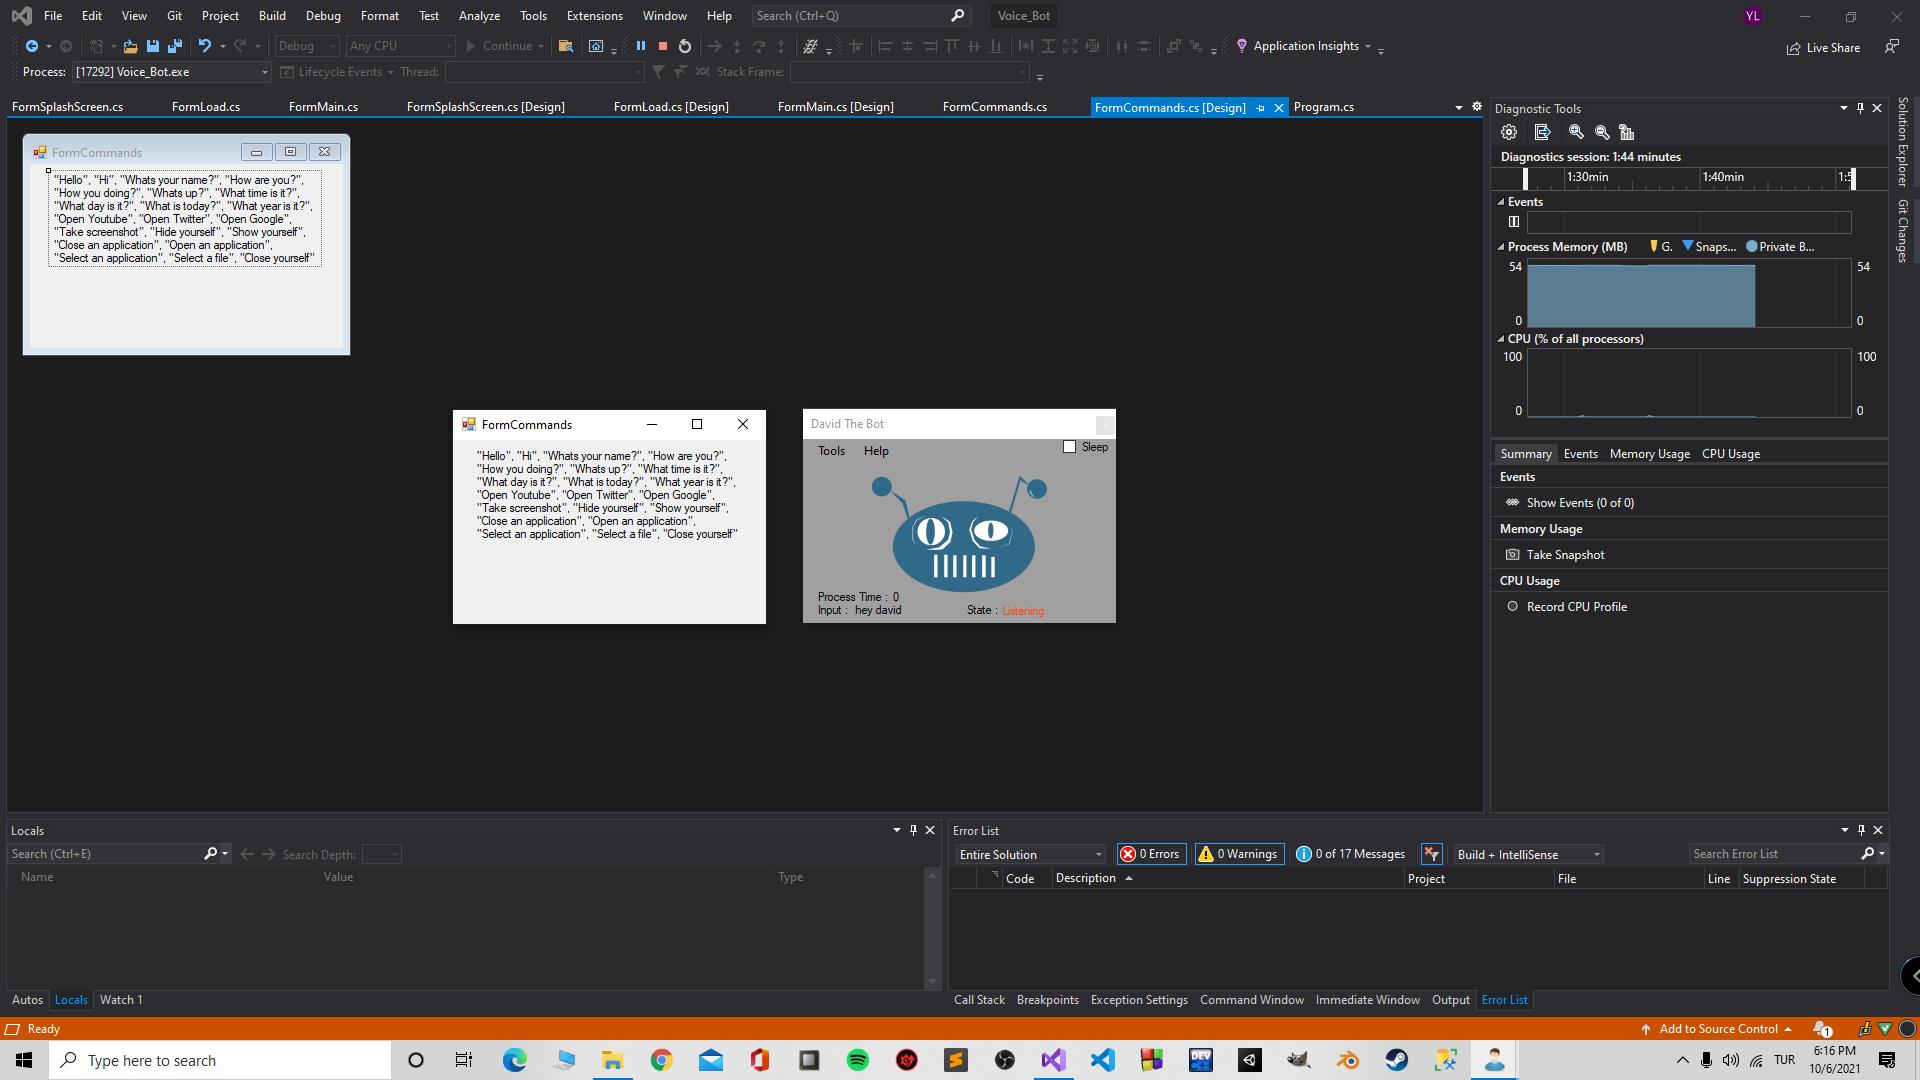 File Edit View Git Project Build Debug Format Test Analyze Tools Extensions Window Help Search (Ctrl+Q) Voice_Bot YL
Debug Any CPU Continue Application Insights Live Share
Process: [17292] Voice_Bot.exe Lifecycle Events Thread: Stack Frame:
FormSplashScreen.cs FormLoad.cs FormMain.cs FormSplashScreen.cs [Design] FormLoad.cs [Design] FormMain.cs [Design] FormCommands.cs FormCommands.cs [Design] Program.cs
FormCommands
"Hello", "Hi", "Whats your name?", "How are you?",
"How you doing?", "Whats up?", "What time is it?",
"What day is it?", "What is today?", "What year is it?",
"Open Youtube", "Open Twitter", "Open Google",
"Take screenshot", "Hide yourself", "Show yourself",
"Close an application", "Open an application",
"Select an application", "Select a file", "Close yourself"
FormCommands
"Hello", "Hi", "Whats your name?", "How are you?",
"How you doing?", "Whats up?", "What time is it?",
"What day is it?", "What is today?", "What year is it?",
"Open Youtube", "Open Twitter", "Open Google",
"Take screenshot", "Hide yourself", "Show yourself",
"Close an application", "Open an application",
"Select an application", "Select a file", "Close yourself"
David The Bot
Tools Help Sleep
Process Time : 0
Input : hey david State : Listening
Diagnostic Tools
Diagnostics session: 1:44 minutes
1:30min 1:40min 1:5
Events
Process Memory (MB) G. Snaps... Private B...
54 54
0 0
CPU (% of all processors)
100 100
0 0
Summary Events Memory Usage CPU Usage
Events
Show Events (0 of 0)
Memory Usage
Take Snapshot
CPU Usage
Record CPU Profile
Solution Explorer
Git Changes
Locals
Search (Ctrl+E) Search Depth:
Name Value Type
Autos Locals Watch 1
Error List
Entire Solution 0 Errors 0 Warnings 0 of 17 Messages Build + IntelliSense Search Error List
Code Description Project File Line Suppression State
Call Stack Breakpoints Exception Settings Command Window Immediate Window Output Error List
Ready Add to Source Control 1
Type here to search DEV TUR
6:16 PM
10/6/2021